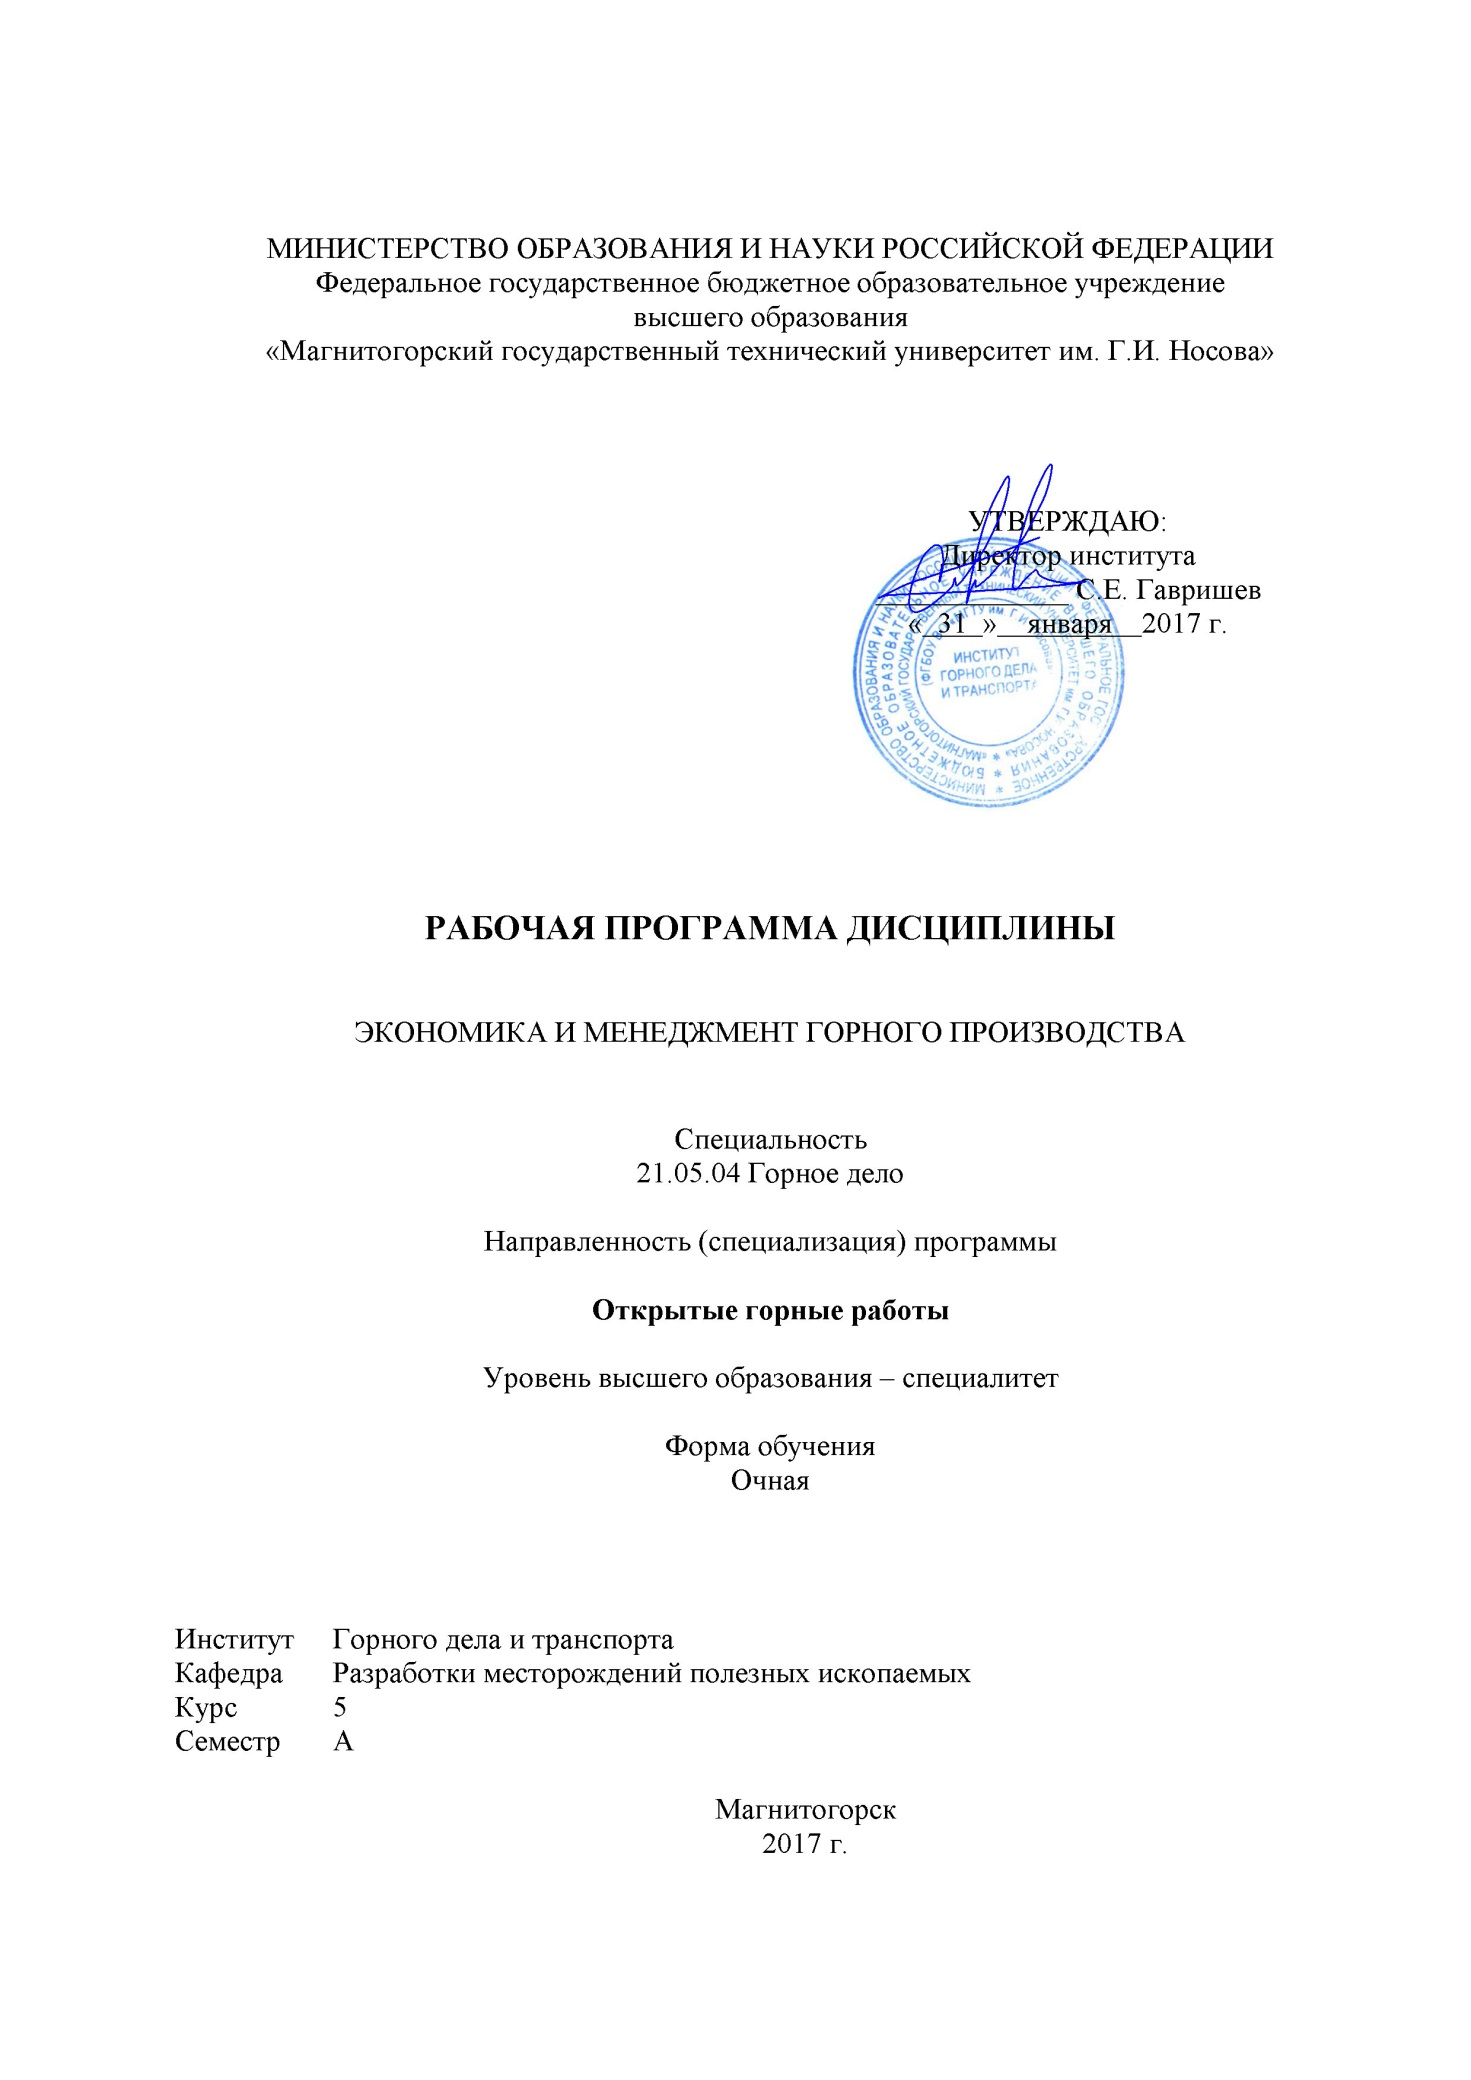 МИНИСТЕРСТВО ОБРАЗОВАНИЯ И НАУКИ РОССИЙСКОЙ ФЕДЕРАЦИИ
Федеральное государственное бюджетное образовательное учреждение
высшего образования
«Магнитогорский государственный технический университет им. Г.И. Носова»
УТВЕРЖДАЮ:
Директор института
_____________ С.Е. Гавришев
«_31_»__января__2017 г.
ИНСТИТУТ
ГОРНОГО ДЕЛА
И ТРАНСПОРТА
РАБОЧАЯ ПРОГРАММА ДИСЦИПЛИНЫ
ЭКОНОМИКА И МЕНЕДЖМЕНТ ГОРНОГО ПРОИЗВОДСТВА
Специальность
21.05.04 Горное дело
Направленность (специализация) программы
Открытые горные работы
Уровень высшего образования – специалитет
Форма обучения
Очная
Институт Горного дела и транспорта
Кафедра Разработки месторождений полезных ископаемых
Курс 5
Семестр А
Магнитогорск
2017 г.